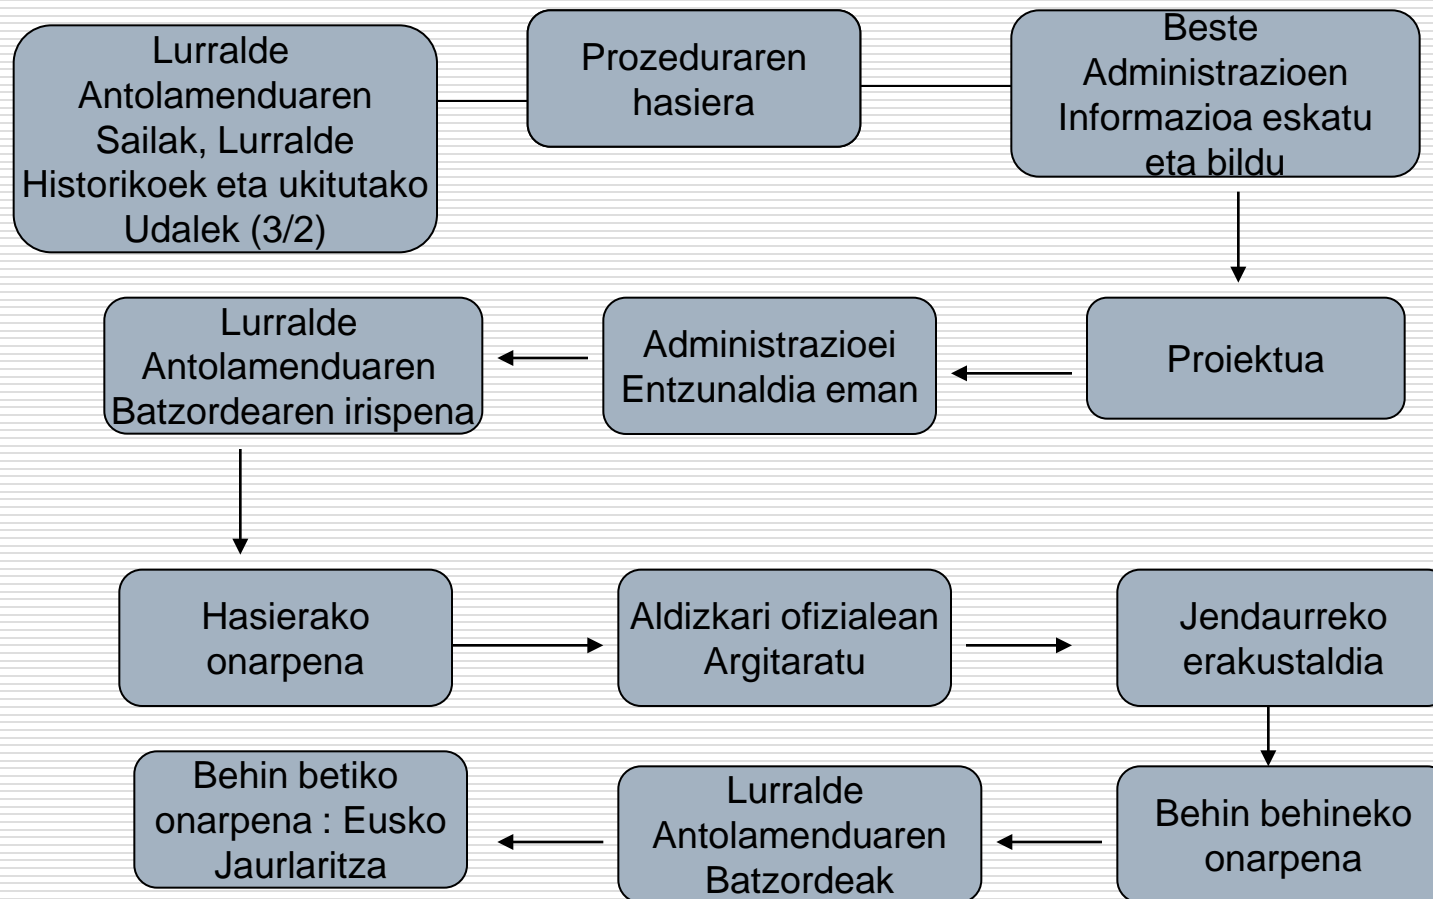 Lurralde
Antolamenduaren
Sailak, Lurralde
Historikoek eta ukitutako
Udalek (3/2)
Prozeduraren
hasiera
Beste
Administrazioen
Informazioa eskatu
eta bildu
Proiektua
Administrazioei
Entzunaldia eman
Lurralde
Antolamenduaren
Batzordearen irispena
Hasierako
onarpena
Aldizkari ofizialean
Argitaratu
Jendaurreko
erakustaldia
Behin behineko
onarpena
Lurralde
Antolamenduaren
Batzordeak
Behin betiko
onarpena : Eusko
Jaurlaritza